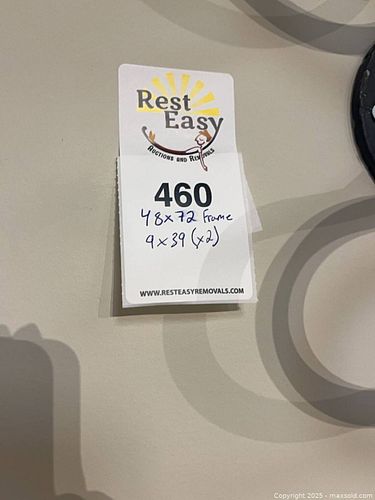 Rest
Easy
AUCTIONS AND REMOVALS
460
48x72 frame
9x39 (x2)
WWW.RESTEASYREMOVALS.COM
Copyright 2025 - maxsold.com